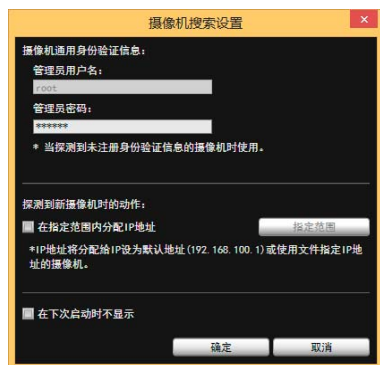 摄像机搜索设置
摄像机通用身份验证信息：
管理员用户名：
root
管理员密码：
******
* 当探测到未注册身份验证信息的摄像机时使用。
探测到新摄像机时的动作：
在指定范围内分配IP地址
指定范围
*IP地址将分配给IP设为默认地址(192.168.100.1)或使用文件指定IP地
址的摄像机。
在下次启动时不显示
确定
取消